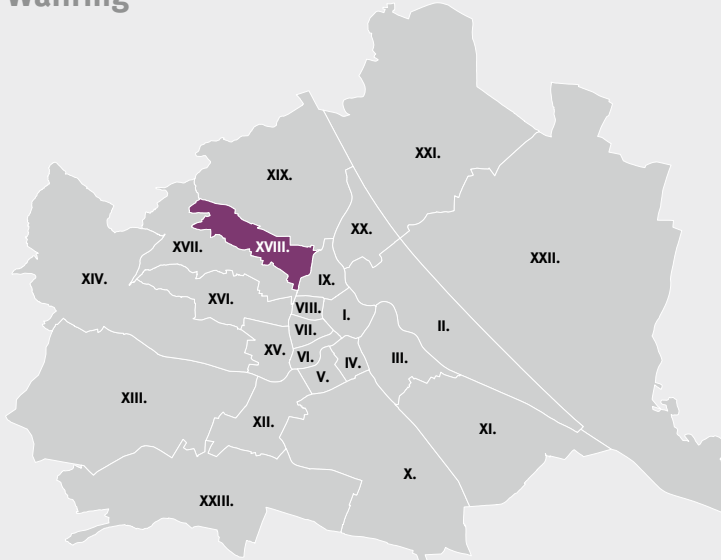 Währing
XXI.
XIX.
XX.
XVII.
XVIII.
XXII.
XIV.
IX.
XVI.
VIII.
I.
II.
VII.
XV.
VI.
IV.
III.
V.
XIII.
XII.
XI.
X.
XXIII.